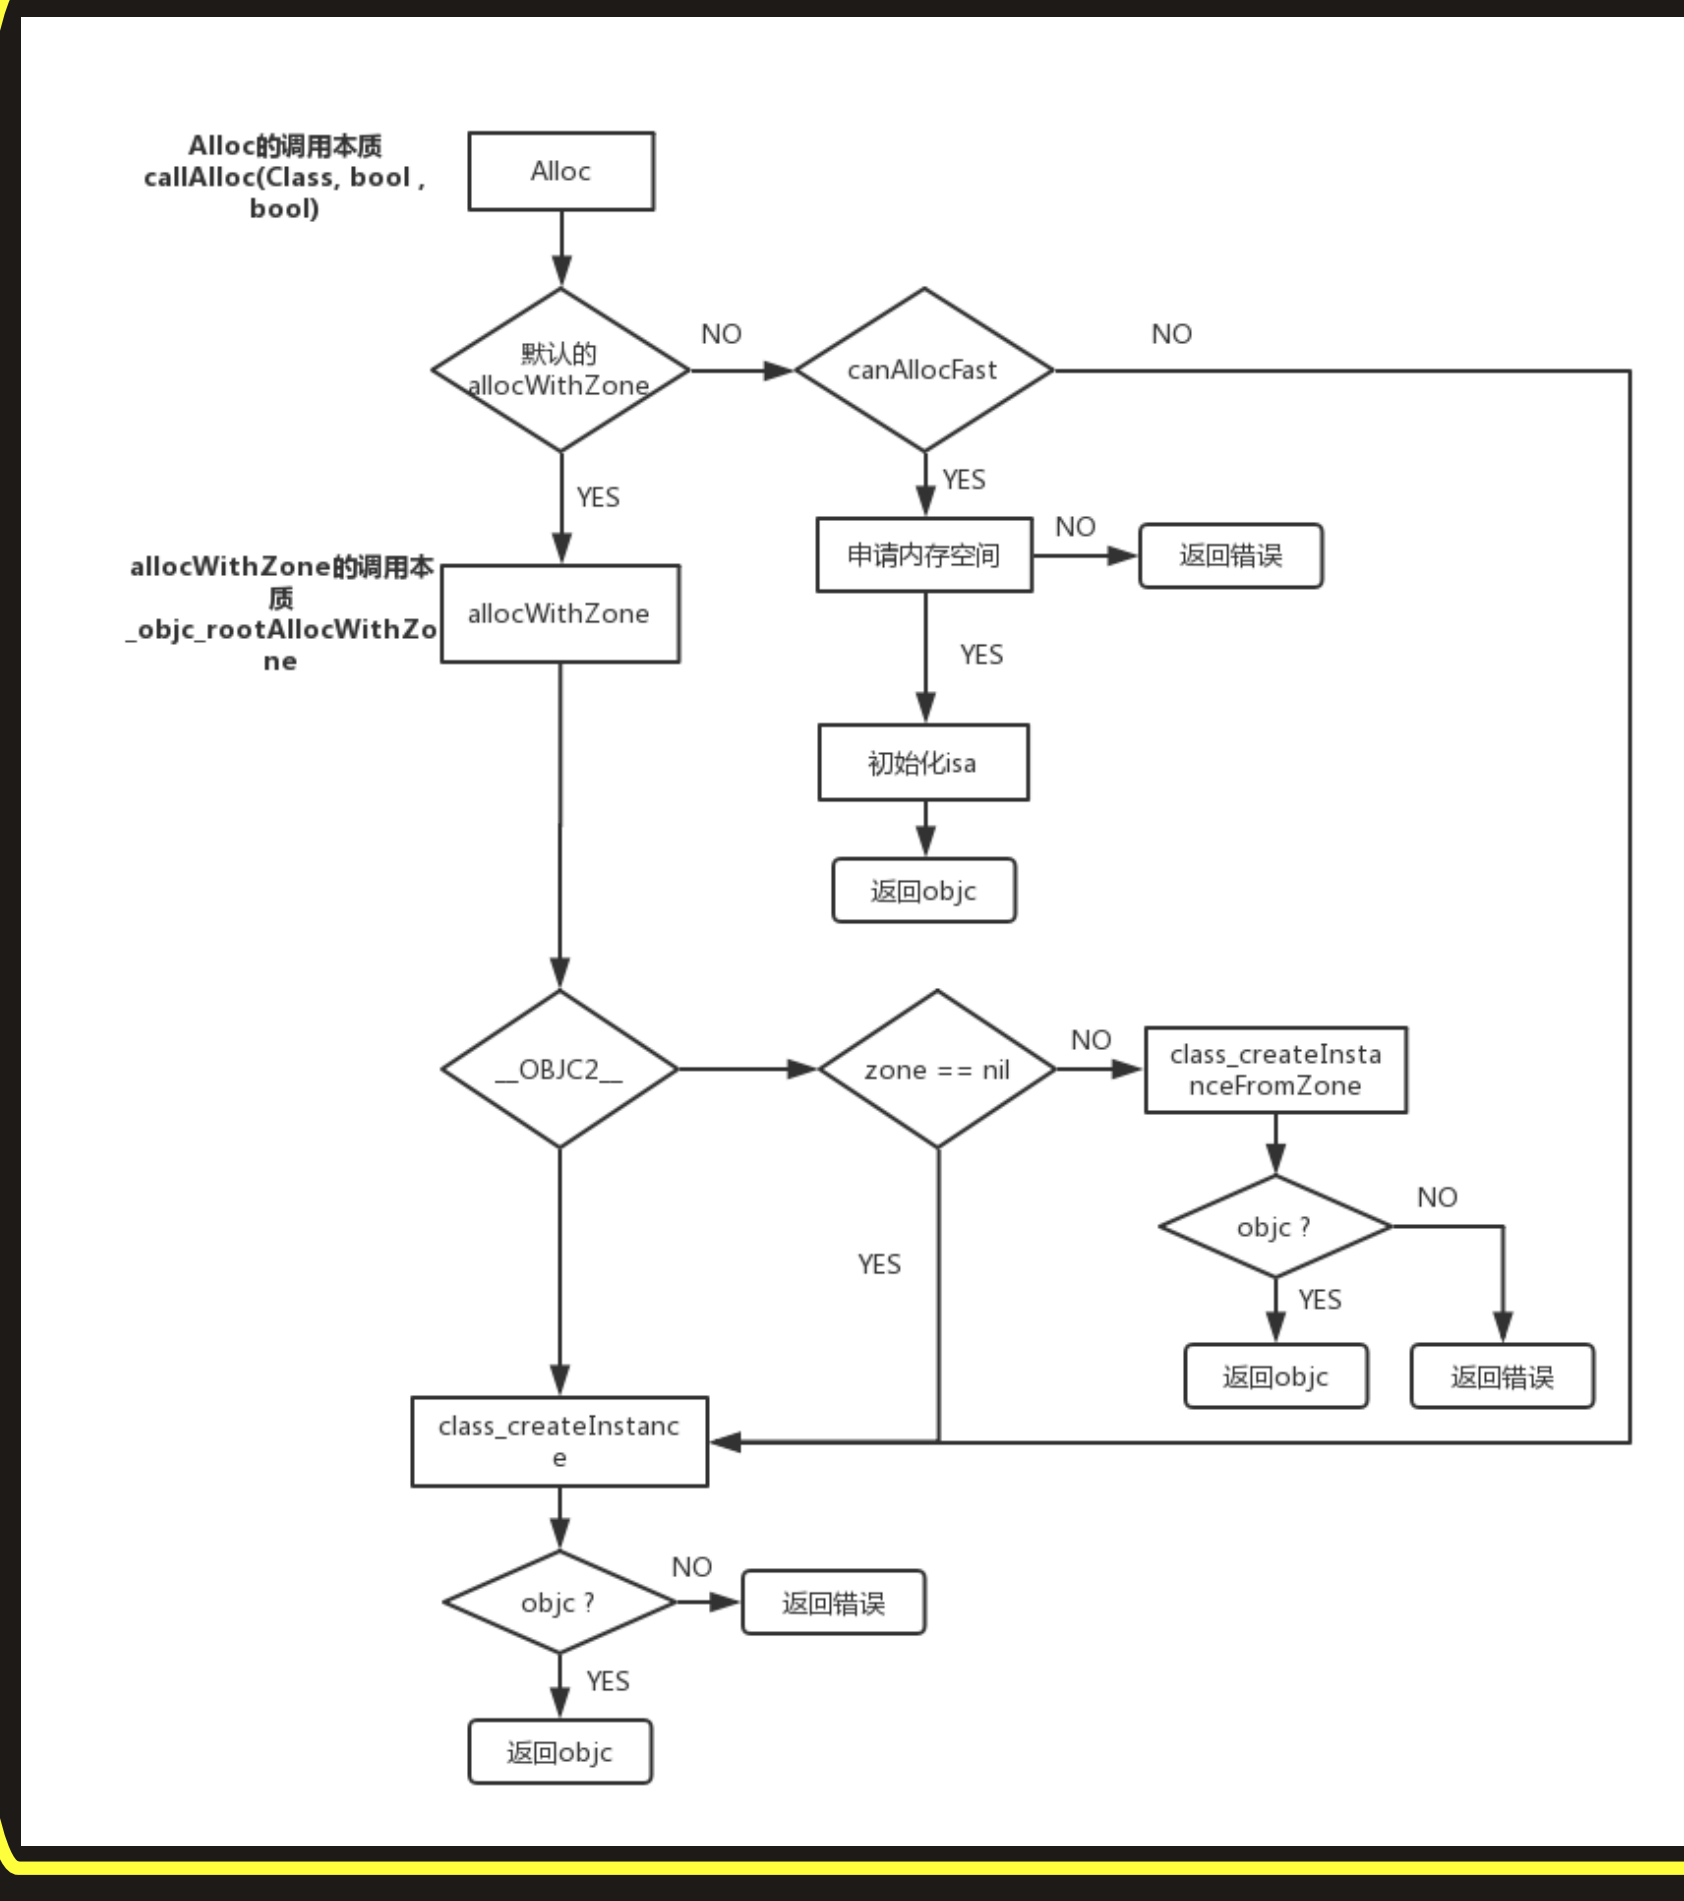 Alloc的调用本质
callAlloc(Class, bool ,
bool)
Alloc
默认的
allocWithZone
NO
canAllocFast
NO
YES
YES
申请内存空间
NO
返回错误
allocWithZone的调用本
质
_objc_rootAllocWithZo
ne
allocWithZone
YES
初始化isa
返回objc
__OBJC2__
zone == nil
NO
class_createInsta
nceFromZone
objc ?
NO
YES
YES
返回objc
返回错误
class_createInstanc
e
objc ?
NO
返回错误
YES
返回objc